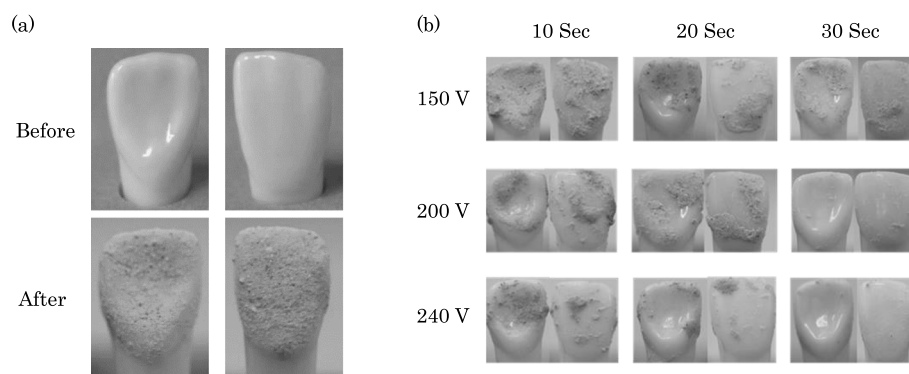 (a)
Before
After
(b)
10 Sec 20 Sec 30 Sec
150 V
200 V
240 V